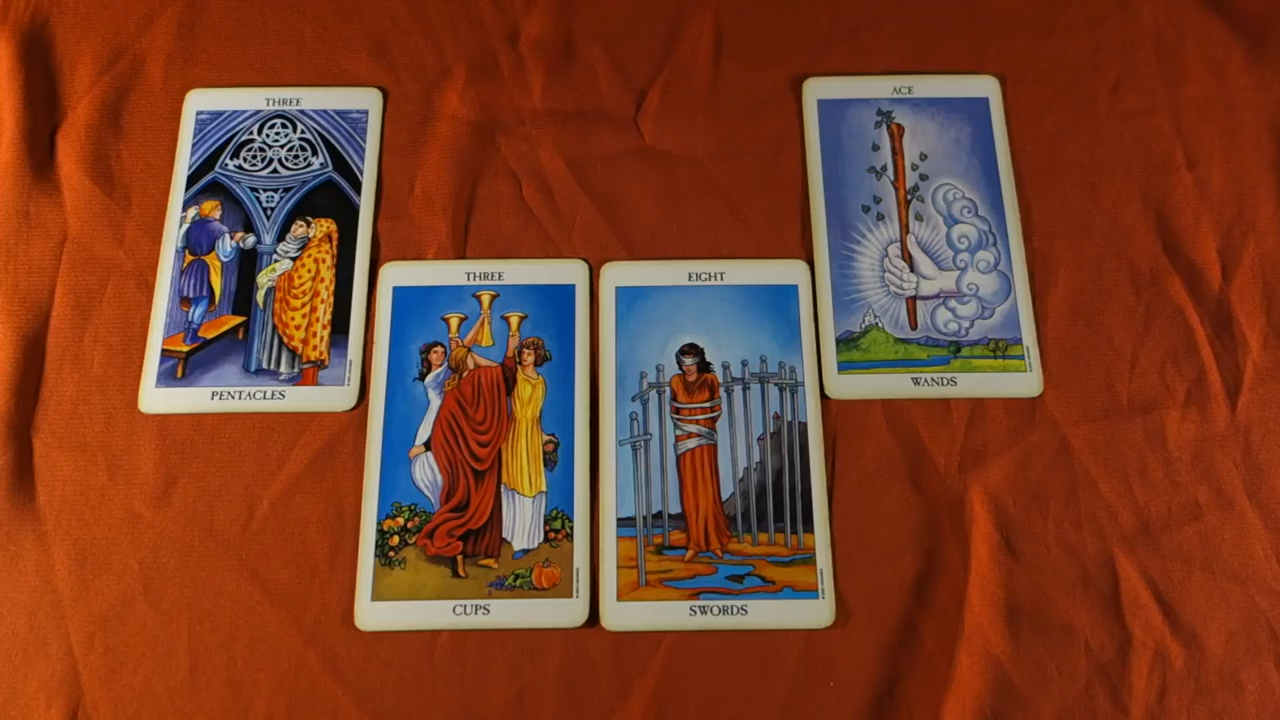 THREE
PENTACLES
THREE
CUPS
EIGHT
SWORDS
ACE
WANDS